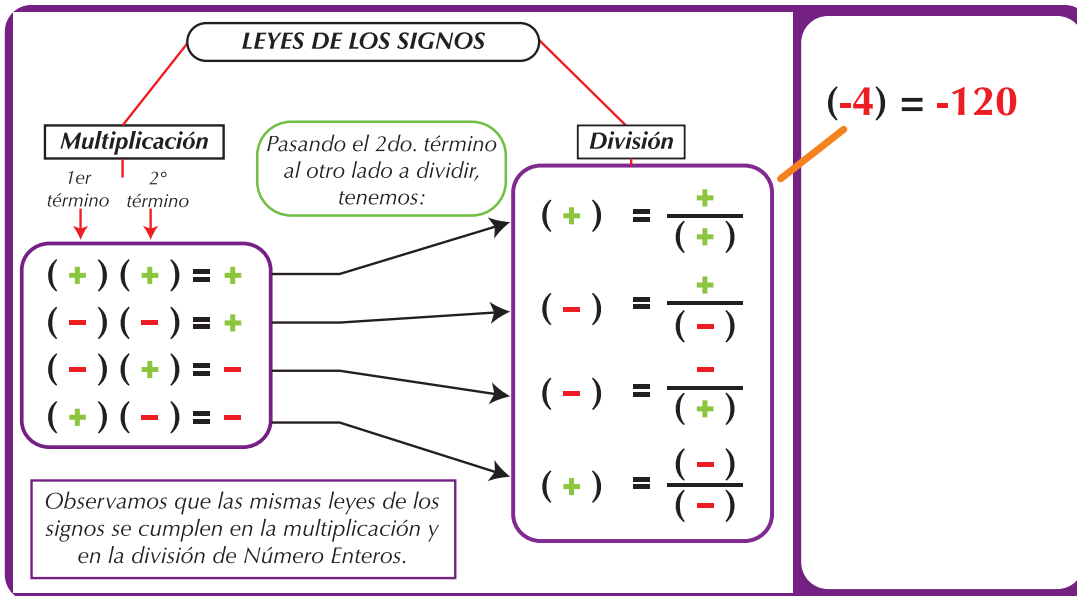 LEYES DE LOS SIGNOS
Multiplicación
1er
término
2°
término
(+)(+)=+
(−)(−)=+
(−)(+)=−
(+)(−)=−
Pasando el 2do. término
al otro lado a dividir,
tenemos:
División
(+) = +/(+)
(−) = +/(−)
(−) = −/(+)
(+) = (−)/(−)
Observamos que las mismas leyes de los
signos se cumplen en la multiplicación y
en la división de Número Enteros.
(-4) = -120